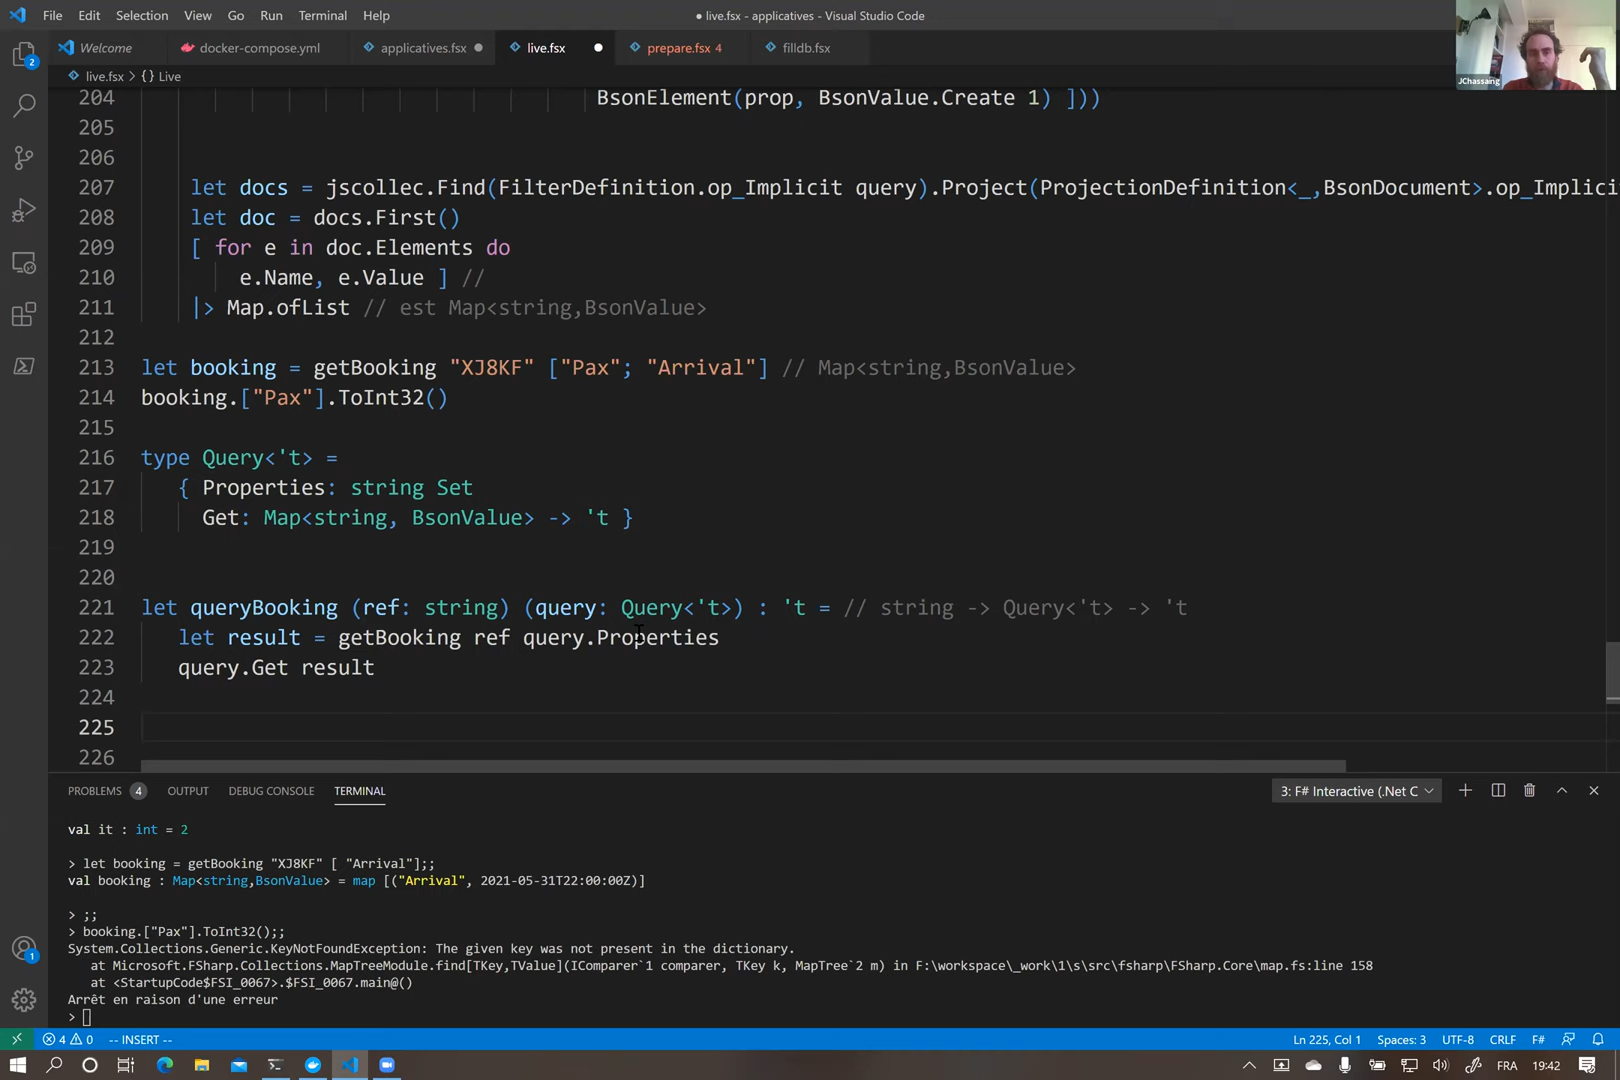 File Edit Selection View Go Run Terminal Help
● live.fsx - applicatives - Visual Studio Code
JChassaing
Welcome docker-compose.yml applicatives.fsx live.fsx prepare.fsx 4 filldb.fsx
live.fsx > {} Live
204 BsonElement(prop, BsonValue.Create 1) ]))
205
206
207 let docs = jscollec.Find(FilterDefinition.op_Implicit query).Project(ProjectionDefinition<_,BsonDocument>.op_Implici
208 let doc = docs.First()
209 [ for e in doc.Elements do
210 e.Name, e.Value ] //
211 |> Map.ofList // est Map<string,BsonValue>
212
213 let booking = getBooking "XJ8KF" ["Pax"; "Arrival"] // Map<string,BsonValue>
214 booking.["Pax"].ToInt32()
215
216 type Query<'t> =
217 { Properties: string Set
218 Get: Map<string, BsonValue> -> 't }
219
220
221 let queryBooking (ref: string) (query: Query<'t>) : 't = // string -> Query<'t> -> 't
222 let result = getBooking ref query.Properties
223 query.Get result
224
225
226
PROBLEMS 4 OUTPUT DEBUG CONSOLE TERMINAL 3: F# Interactive (.Net C
val it : int = 2
> let booking = getBooking "XJ8KF" [ "Arrival"];;
val booking : Map<string,BsonValue> = map [("Arrival", 2021-05-31T22:00:00Z)]
> ;;
> booking.["Pax"].ToInt32();;
System.Collections.Generic.KeyNotFoundException: The given key was not present in the dictionary.
at Microsoft.FSharp.Collections.MapTreeModule.find[TKey,TValue](IComparer`1 comparer, TKey k, MapTree`2 m) in F:\workspace\_work\1\s\src\fsharp\FSharp.Core\map.fs:line 158
at <StartupCode$FSI_0067>.$FSI_0067.main@()
Arrêt en raison d'une erreur
>
4 0 -- INSERT -- Ln 225, Col 1 Spaces: 3 UTF-8 CRLF F#
FRA 19:42